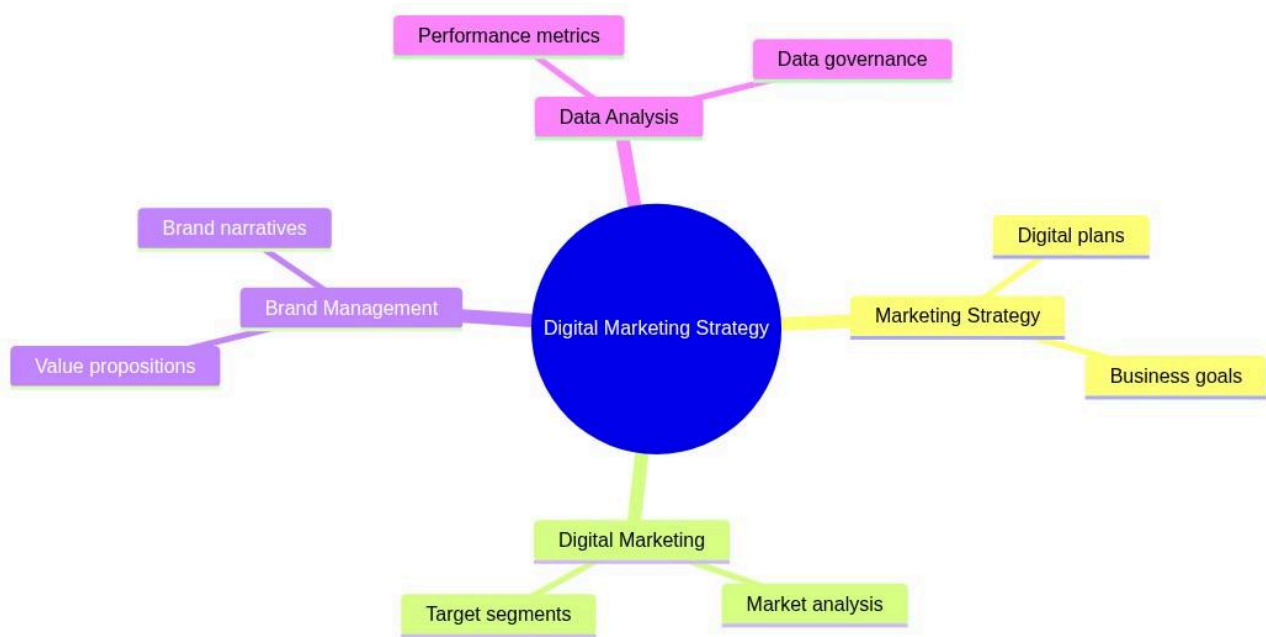 Performance metrics
Data governance
Data Analysis
Brand narratives
Digital plans
Brand Management
Digital Marketing Strategy
Marketing Strategy
Value propositions
Business goals
Digital Marketing
Target segments
Market analysis